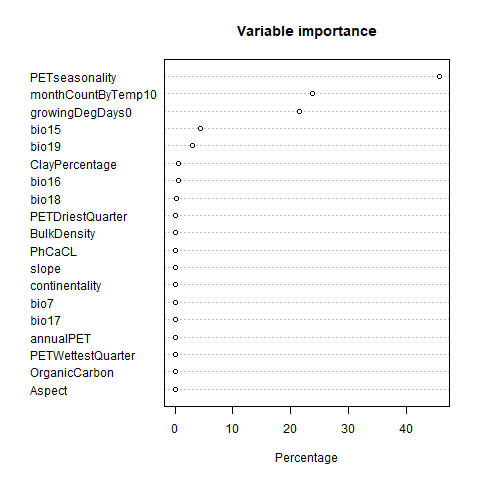 Variable importance
PETseasonality
monthCountByTemp10
growingDegDays0
bio15
bio19
ClayPercentage
bio16
bio18
PETDriestQuarter
BulkDensity
PhCaCL
slope
continentality
bio7
bio17
annualPET
PETWettestQuarter
OrganicCarbon
Aspect
0 10 20 30 40
Percentage